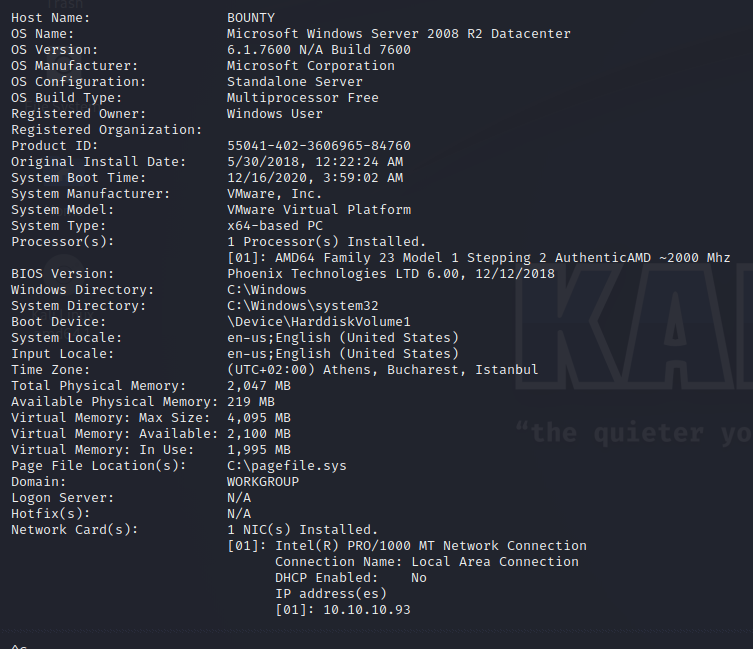 Trash
Host Name: BOUNTY
OS Name: Microsoft Windows Server 2008 R2 Datacenter
OS Version: 6.1.7600 N/A Build 7600
OS Manufacturer: Microsoft Corporation
OS Configuration: Standalone Server
OS Build Type: Multiprocessor Free
Registered Owner: Windows User
Registered Organization:
Product ID: 55041-402-3606965-84760
Original Install Date: 5/30/2018, 12:22:24 AM
System Boot Time: 12/16/2020, 3:59:02 AM
System Manufacturer: VMware, Inc.
System Model: VMware Virtual Platform
System Type: x64-based PC
Processor(s): 1 Processor(s) Installed.
[01]: AMD64 Family 23 Model 1 Stepping 2 AuthenticAMD ~2000 Mhz
BIOS Version: Phoenix Technologies LTD 6.00, 12/12/2018
Windows Directory: C:\Windows
System Directory: C:\Windows\system32
Boot Device: \Device\HarddiskVolume1
System Locale: en-us;English (United States)
Input Locale: en-us;English (United States)
Time Zone: (UTC+02:00) Athens, Bucharest, Istanbul
Total Physical Memory: 2,047 MB
Available Physical Memory: 219 MB
Virtual Memory: Max Size: 4,095 MB
Virtual Memory: Available: 2,100 MB
Virtual Memory: In Use: 1,995 MB
Page File Location(s): C:\pagefile.sys
Domain: WORKGROUP
Logon Server: N/A
Hotfix(s): N/A
Network Card(s): 1 NIC(s) Installed.
[01]: Intel(R) PRO/1000 MT Network Connection
Connection Name: Local Area Connection
DHCP Enabled: No
IP address(es)
[01]: 10.10.10.93
KA
“the quieter yo